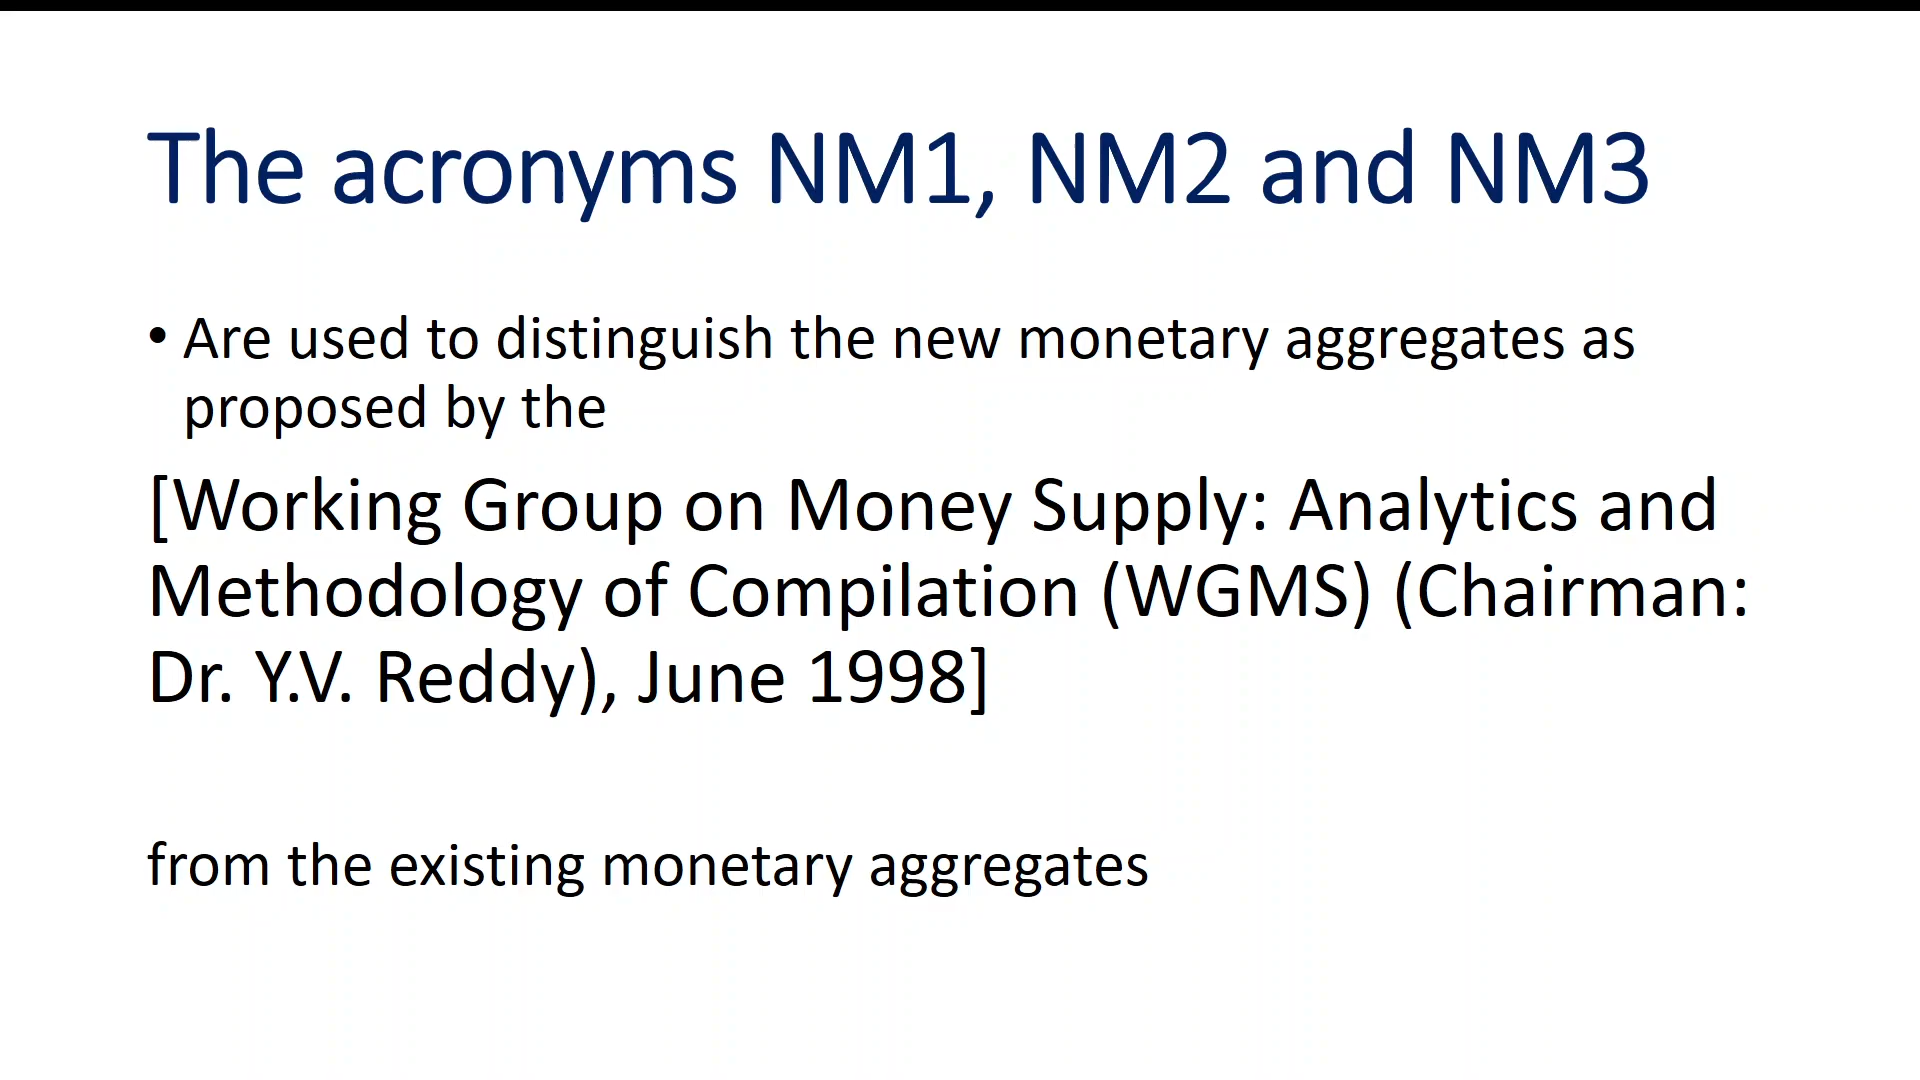 The acronyms NM1, NM2 and NM3
• Are used to distinguish the new monetary aggregates as
proposed by the
[Working Group on Money Supply: Analytics and
Methodology of Compilation (WGMS) (Chairman:
Dr. Y.V. Reddy), June 1998]
from the existing monetary aggregates